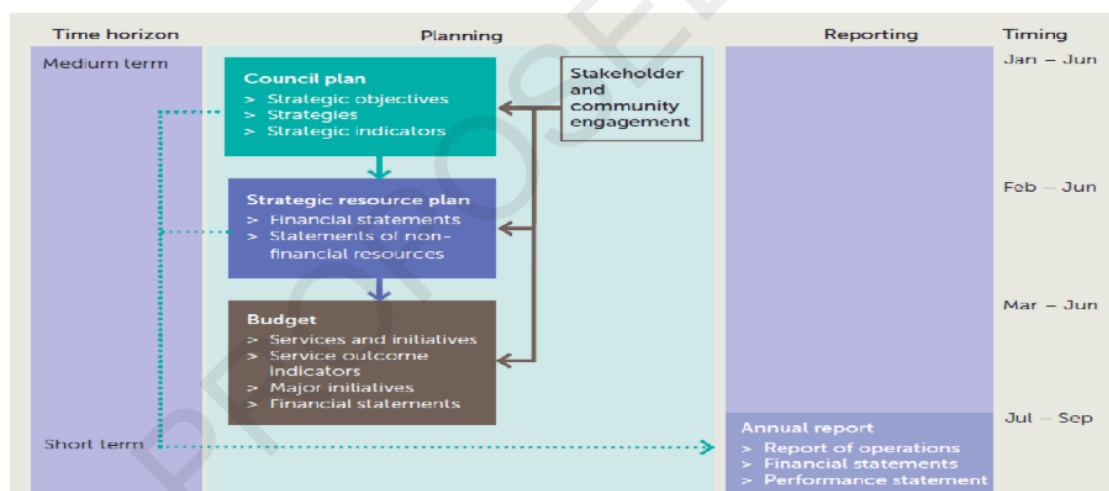 Time horizon
Planning
Reporting
Timing
Medium term
Jan – Jun
Council plan
> Strategic objectives
> Strategies
> Strategic indicators
Stakeholder
and
community
engagement
Feb – Jun
Strategic resource plan
> Financial statements
> Statements of non-
financial resources
Mar – Jun
Budget
> Services and initiatives
> Service outcome
indicators
> Major initiatives
> Financial statements
Short term
Jul – Sep
Annual report
> Report of operations
> Financial statements
> Performance statement
PROPOSED